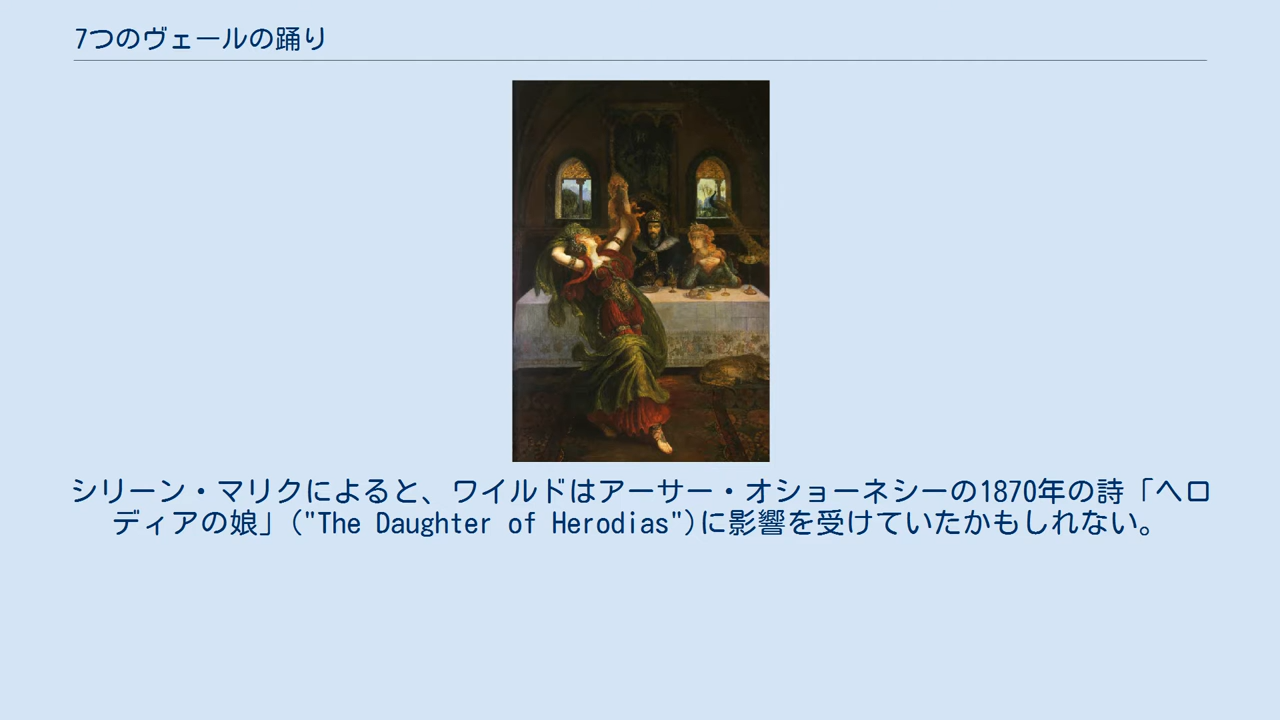 7つのヴェールの踊り
シリーン・マリクによると、ワイルドはアーサー・オショーネシーの1870年の詩「ヘロ
ディアの娘」("The Daughter of Herodias")に影響を受けていたかもしれない。